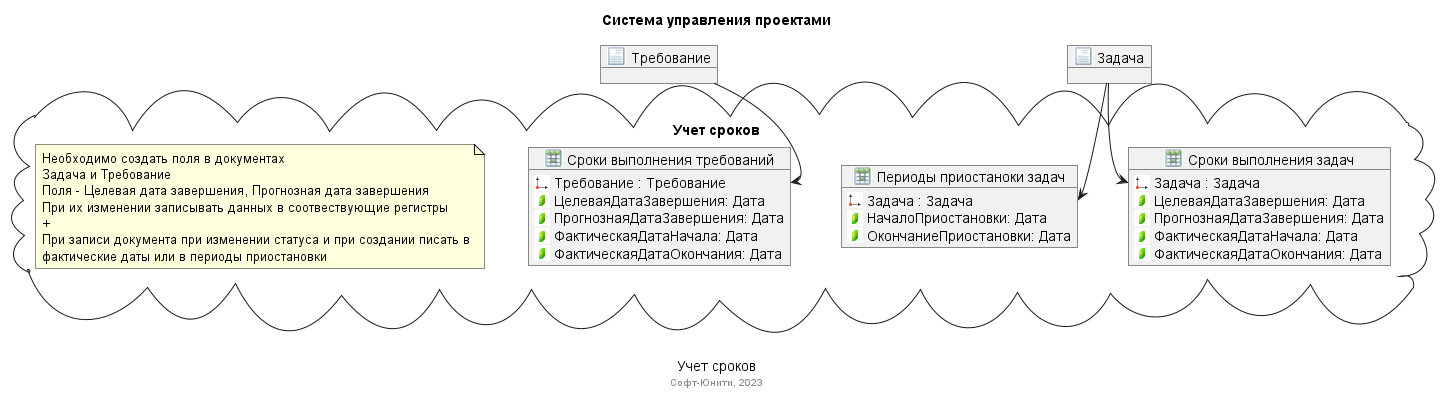 Система управления проектами
Требование
Задача
Учет сроков
Необходимо создать поля в документах
Задача и Требование
Поля - Целевая дата завершения, Прогнозная дата завершения
При их изменении записывать данных в соотвествующие регистры
+
При записи документа при изменении статуса и при создании писать в
фактические даты или в периоды приостановки
Сроки выполнения требований
Требование : Требование
ЦелеваяДатаЗавершения: Дата
ПрогнознаяДатаЗавершения: Дата
ФактическаяДатаНачала: Дата
ФактическаяДатаОкончания: Дата
Периоды приостаноки задач
Задача : Задача
НачалоПриостановки: Дата
ОкончаниеПриостановки: Дата
Сроки выполнения задач
Задача : Задача
ЦелеваяДатаЗавершения: Дата
ПрогнознаяДатаЗавершения: Дата
ФактическаяДатаНачала: Дата
ФактическаяДатаОкончания: Дата
Учет сроков
Софт-Юнити, 2023